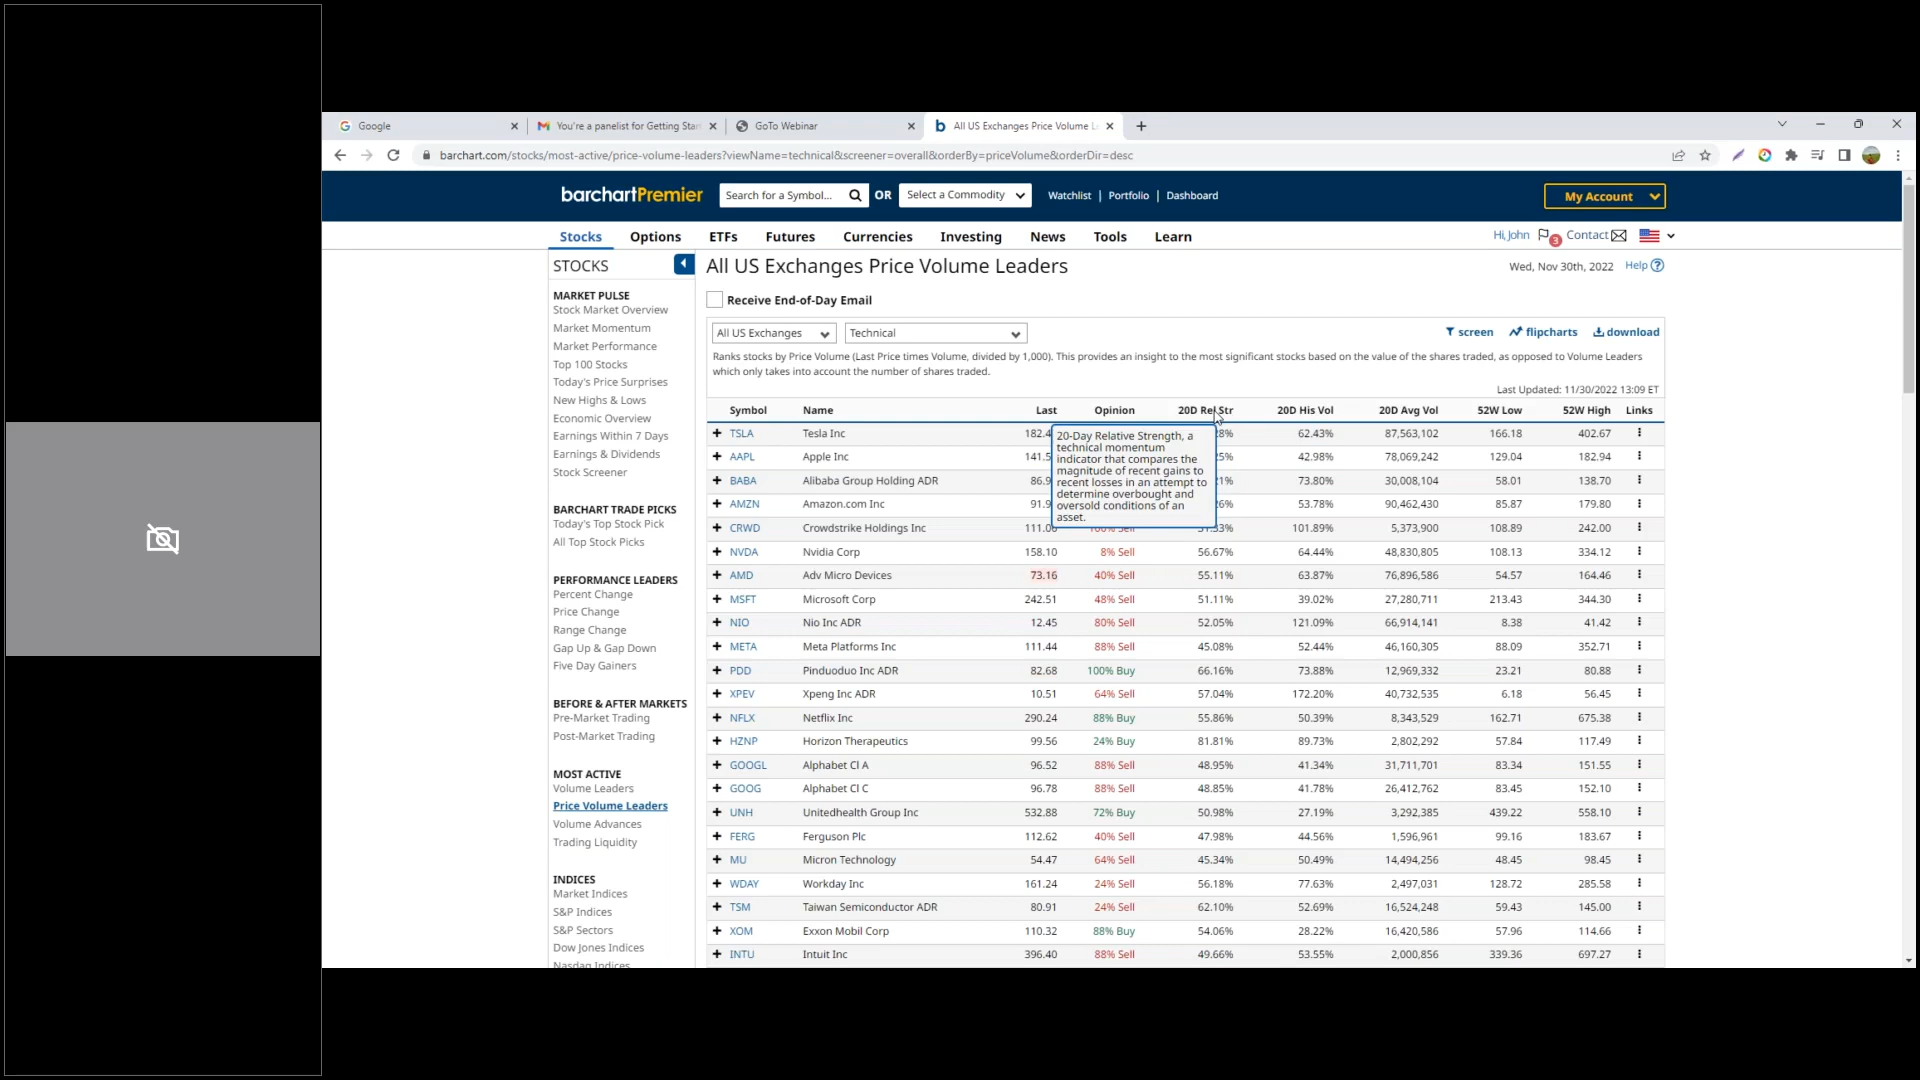 Google
You're a panelist for Getting Star
GoTo Webinar
All US Exchanges Price Volume L
barchart.com/stocks/most-active/price-volume-leaders?viewName=technical&screener=overall&orderBy=priceVolume&orderDir=desc
barchartPremier
Search for a Symbol...
OR
Select a Commodity
Watchlist | Portfolio | Dashboard
My Account
Stocks Options ETFs Futures Currencies Investing News Tools Learn
Hi, John
3
Contact
STOCKS
MARKET PULSE
Stock Market Overview
Market Momentum
Market Performance
Top 100 Stocks
Today's Price Surprises
New Highs & Lows
Economic Overview
Earnings Within 7 Days
Earnings & Dividends
Stock Screener
BARCHART TRADE PICKS
Today's Top Stock Pick
All Top Stock Picks
PERFORMANCE LEADERS
Percent Change
Price Change
Range Change
Gap Up & Gap Down
Five Day Gainers
BEFORE & AFTER MARKETS
Pre-Market Trading
Post-Market Trading
MOST ACTIVE
Volume Leaders
Price Volume Leaders
Volume Advances
Trading Liquidity
INDICES
Market Indices
S&P Indices
S&P Sectors
Dow Jones Indices
Nasdaq Indices
All US Exchanges Price Volume Leaders
Wed, Nov 30th, 2022
Help
Receive End-of-Day Email
All US Exchanges
Technical
screen flipcharts download
Ranks stocks by Price Volume (Last Price times Volume, divided by 1,000). This provides an insight to the most significant stocks based on the value of the shares traded, as opposed to Volume Leaders
which only takes into account the number of shares traded.
Last Updated: 11/30/2022 13:09 ET
Symbol Name Last Opinion 20D Rel Str 20D His Vol 20D Avg Vol 52W Low 52W High Links
TSLA Tesla Inc 62.43% 87,563,102 166.18 402.67
AAPL Apple Inc 42.98% 78,069,242 129.04 182.94
BABA Alibaba Group Holding ADR 73.80% 30,008,104 58.01 138.70
AMZN Amazon.com Inc 53.78% 90,462,430 85.87 179.80
CRWD Crowdstrike Holdings Inc 101.89% 5,373,900 108.89 242.00
20-Day Relative Strength, a
technical momentum
indicator that compares the
magnitude of recent gains to
recent losses in an attempt to
determine overbought and
oversold conditions of an
asset.
NVDA Nvidia Corp 158.10 8% Sell 56.67% 64.44% 48,830,805 108.13 334.12
AMD Adv Micro Devices 73.16 40% Sell 55.11% 63.87% 76,896,586 54.57 164.46
MSFT Microsoft Corp 242.51 48% Sell 51.11% 39.02% 27,280,711 213.43 344.30
NIO Nio Inc ADR 12.45 80% Sell 52.05% 121.09% 66,914,141 8.38 41.42
META Meta Platforms Inc 111.44 88% Sell 45.08% 52.44% 46,160,305 88.09 352.71
PDD Pinduoduo Inc ADR 82.68 100% Buy 66.16% 73.88% 12,969,332 23.21 80.88
XPEV Xpeng Inc ADR 10.51 64% Sell 57.04% 172.20% 40,732,535 6.18 56.45
NFLX Netflix Inc 290.24 88% Buy 55.86% 50.39% 8,343,529 162.71 675.38
HZNP Horizon Therapeutics 99.56 24% Buy 81.81% 89.73% 2,802,292 57.84 117.49
GOOGL Alphabet Cl A 96.52 88% Sell 48.95% 41.34% 31,711,701 83.34 151.55
GOOG Alphabet Cl C 96.78 88% Sell 48.85% 41.78% 26,412,762 83.45 152.10
UNH Unitedhealth Group Inc 532.88 72% Buy 50.98% 27.19% 3,292,385 439.22 558.10
FERG Ferguson Plc 112.62 40% Sell 47.98% 44.56% 1,596,961 99.16 183.67
MU Micron Technology 54.47 64% Sell 45.34% 50.49% 14,494,256 48.45 98.45
WDAY Workday Inc 161.24 24% Sell 56.18% 77.63% 2,497,031 128.72 285.58
TSM Taiwan Semiconductor ADR 80.91 24% Sell 62.10% 52.69% 16,524,248 59.43 145.00
XOM Exxon Mobil Corp 110.32 88% Buy 54.06% 28.22% 16,420,586 57.96 114.66
INTU Intuit Inc 396.40 88% Sell 49.66% 53.55% 2,000,856 339.36 697.27